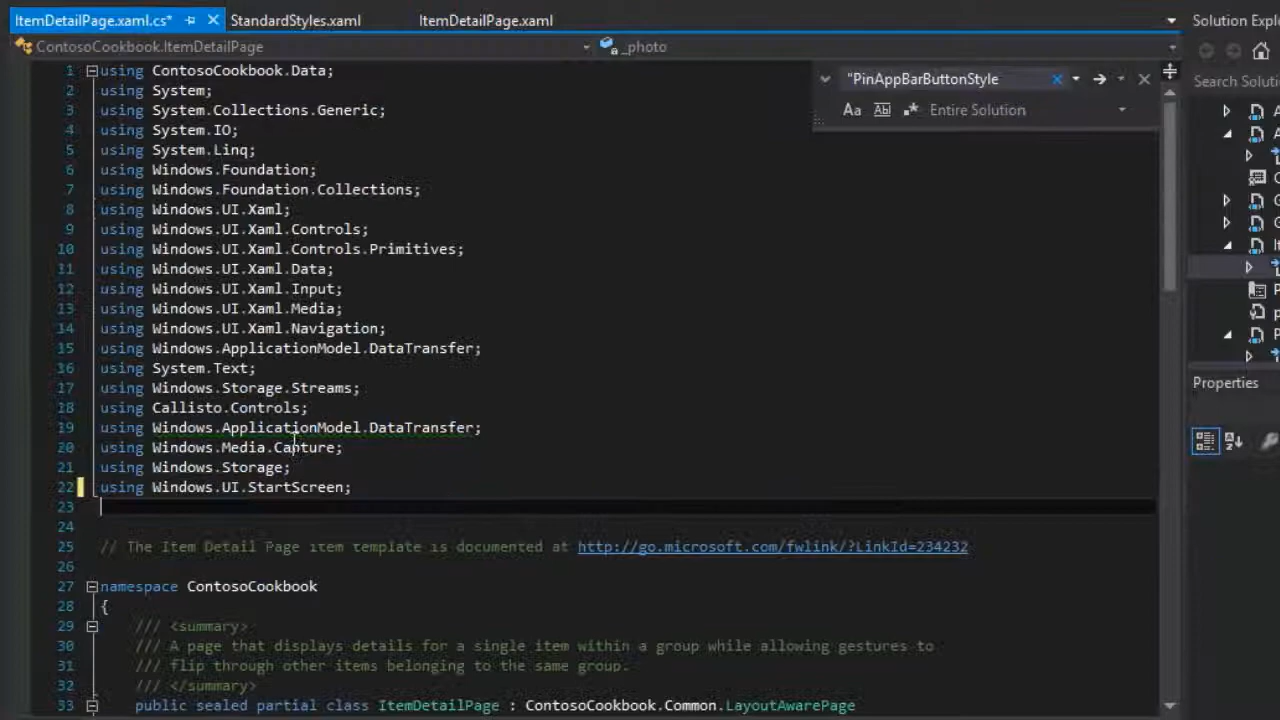 ItemDetailPage.xaml.cs*
StandardStyles.xaml
ItemDetailPage.xaml
Solution Explo
ContosoCookbook.ItemDetailPage
_photo
"PinAppBarButtonStyle
Entire Solution
Search Soluti
1 using ContosoCookbook.Data;
2 using System;
3 using System.Collections.Generic;
4 using System.IO;
5 using System.Linq;
6 using Windows.Foundation;
7 using Windows.Foundation.Collections;
8 using Windows.UI.Xaml;
9 using Windows.UI.Xaml.Controls;
10 using Windows.UI.Xaml.Controls.Primitives;
11 using Windows.UI.Xaml.Data;
12 using Windows.UI.Xaml.Input;
13 using Windows.UI.Xaml.Media;
14 using Windows.UI.Xaml.Navigation;
15 using Windows.ApplicationModel.DataTransfer;
16 using System.Text;
17 using Windows.Storage.Streams;
18 using Callisto.Controls;
19 using Windows.ApplicationModel.DataTransfer;
20 using Windows.Media.Capture;
21 using Windows.Storage;
22 using Windows.UI.StartScreen;
23
24
25 // The Item Detail Page item template is documented at http://go.microsoft.com/fwlink/?LinkId=234232
26
27 namespace ContosoCookbook
28 {
29 /// <summary>
30 /// A page that displays details for a single item within a group while allowing gestures to
31 /// flip through other items belonging to the same group.
32 /// </summary>
33 public sealed partial class ItemDetailPage : ContosoCookbook.Common.LayoutAwarePage
Properties